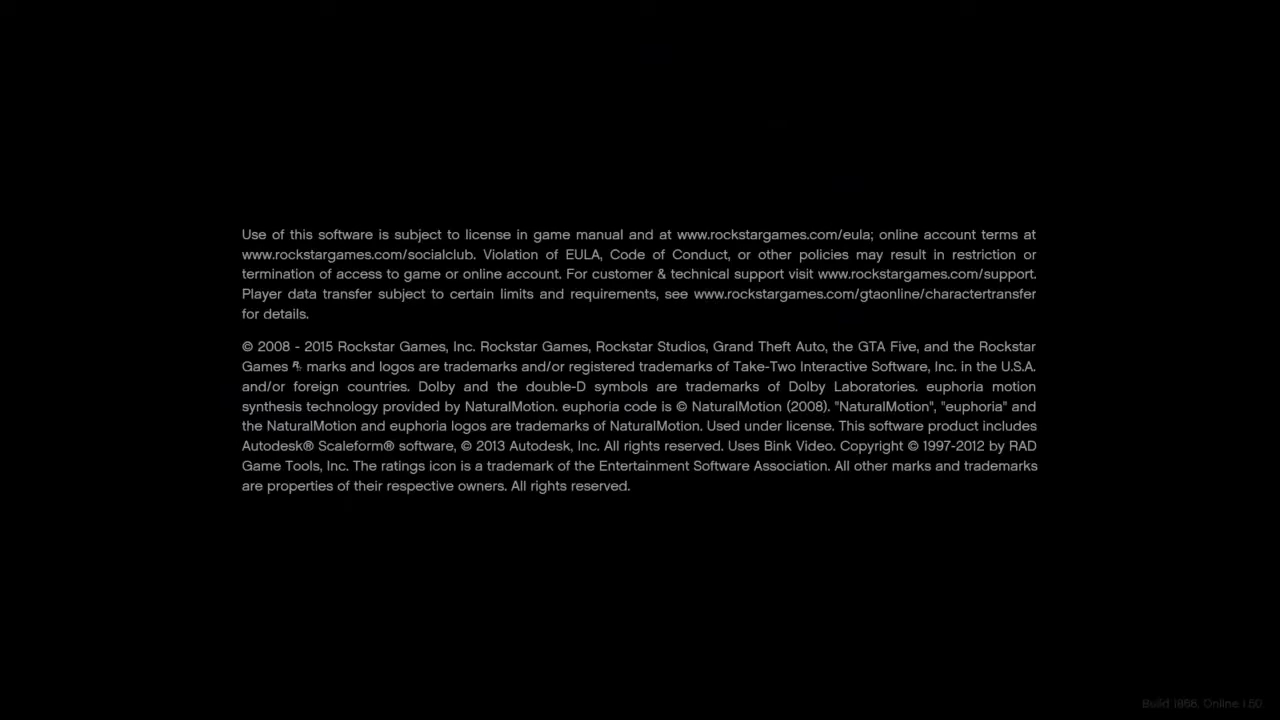 Use of this software is subject to license in game manual and at www.rockstargames.com/eula; online account terms at
www.rockstargames.com/socialclub. Violation of EULA, Code of Conduct, or other policies may result in restriction or
termination of access to game or online account. For customer & technical support visit www.rockstargames.com/support.
Player data transfer subject to certain limits and requirements, see www.rockstargames.com/gtaonline/charactertransfer
for details.
© 2008 - 2015 Rockstar Games, Inc. Rockstar Games, Rockstar Studios, Grand Theft Auto, the GTA Five, and the Rockstar
Games R* marks and logos are trademarks and/or registered trademarks of Take-Two Interactive Software, Inc. in the U.S.A.
and/or foreign countries. Dolby and the double-D symbols are trademarks of Dolby Laboratories. euphoria motion
synthesis technology provided by NaturalMotion. euphoria code is © NaturalMotion (2008). "NaturalMotion", "euphoria" and
the NaturalMotion and euphoria logos are trademarks of NaturalMotion. Used under license. This software product includes
Autodesk® Scaleform® software, © 2013 Autodesk, Inc. All rights reserved. Uses Bink Video. Copyright © 1997-2012 by RAD
Game Tools, Inc. The ratings icon is a trademark of the Entertainment Software Association. All other marks and trademarks
are properties of their respective owners. All rights reserved.
Build Online 1.50